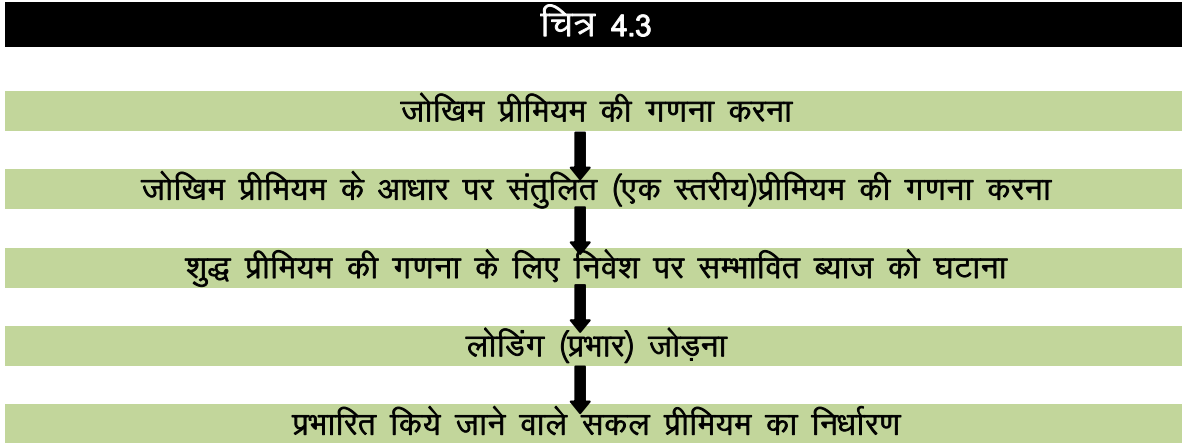 चित्र 4.3
जोखिम प्रीमियम की गणना करना
जोखिम प्रीमियम के आधार पर संतुलित (एक स्तरीय)प्रीमियम की गणना करना
शुद्ध प्रीमियम की गणना के लिए निवेश पर सम्भावित ब्याज को घटाना
लोडिंग (प्रभार) जोड़ना
प्रभारित किये जाने वाले सकल प्रीमियम का निर्धारण